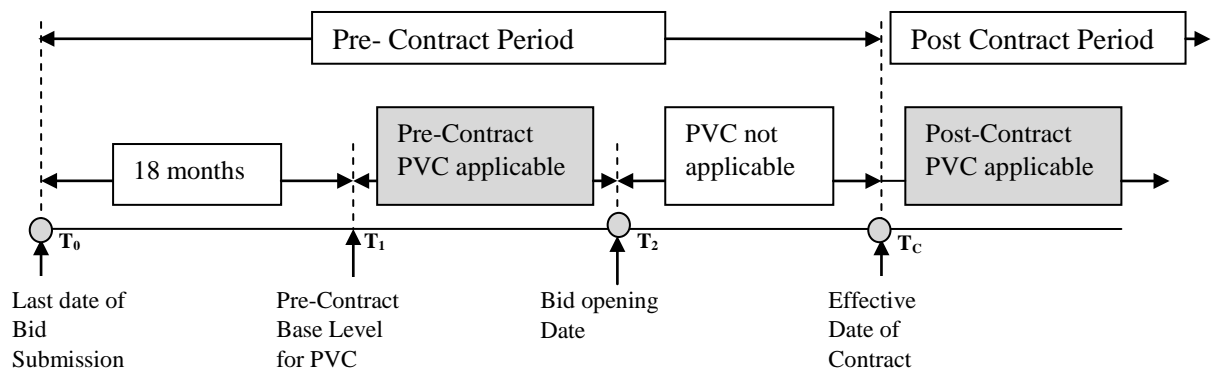 Pre- Contract Period
Post Contract Period
18 months
Pre-Contract
PVC applicable
PVC not
applicable
Post-Contract
PVC applicable
T₀
T₁
T₂
T_C
Last date of
Bid
Submission
Pre-Contract
Base Level
for PVC
Bid opening
Date
Effective
Date of
Contract